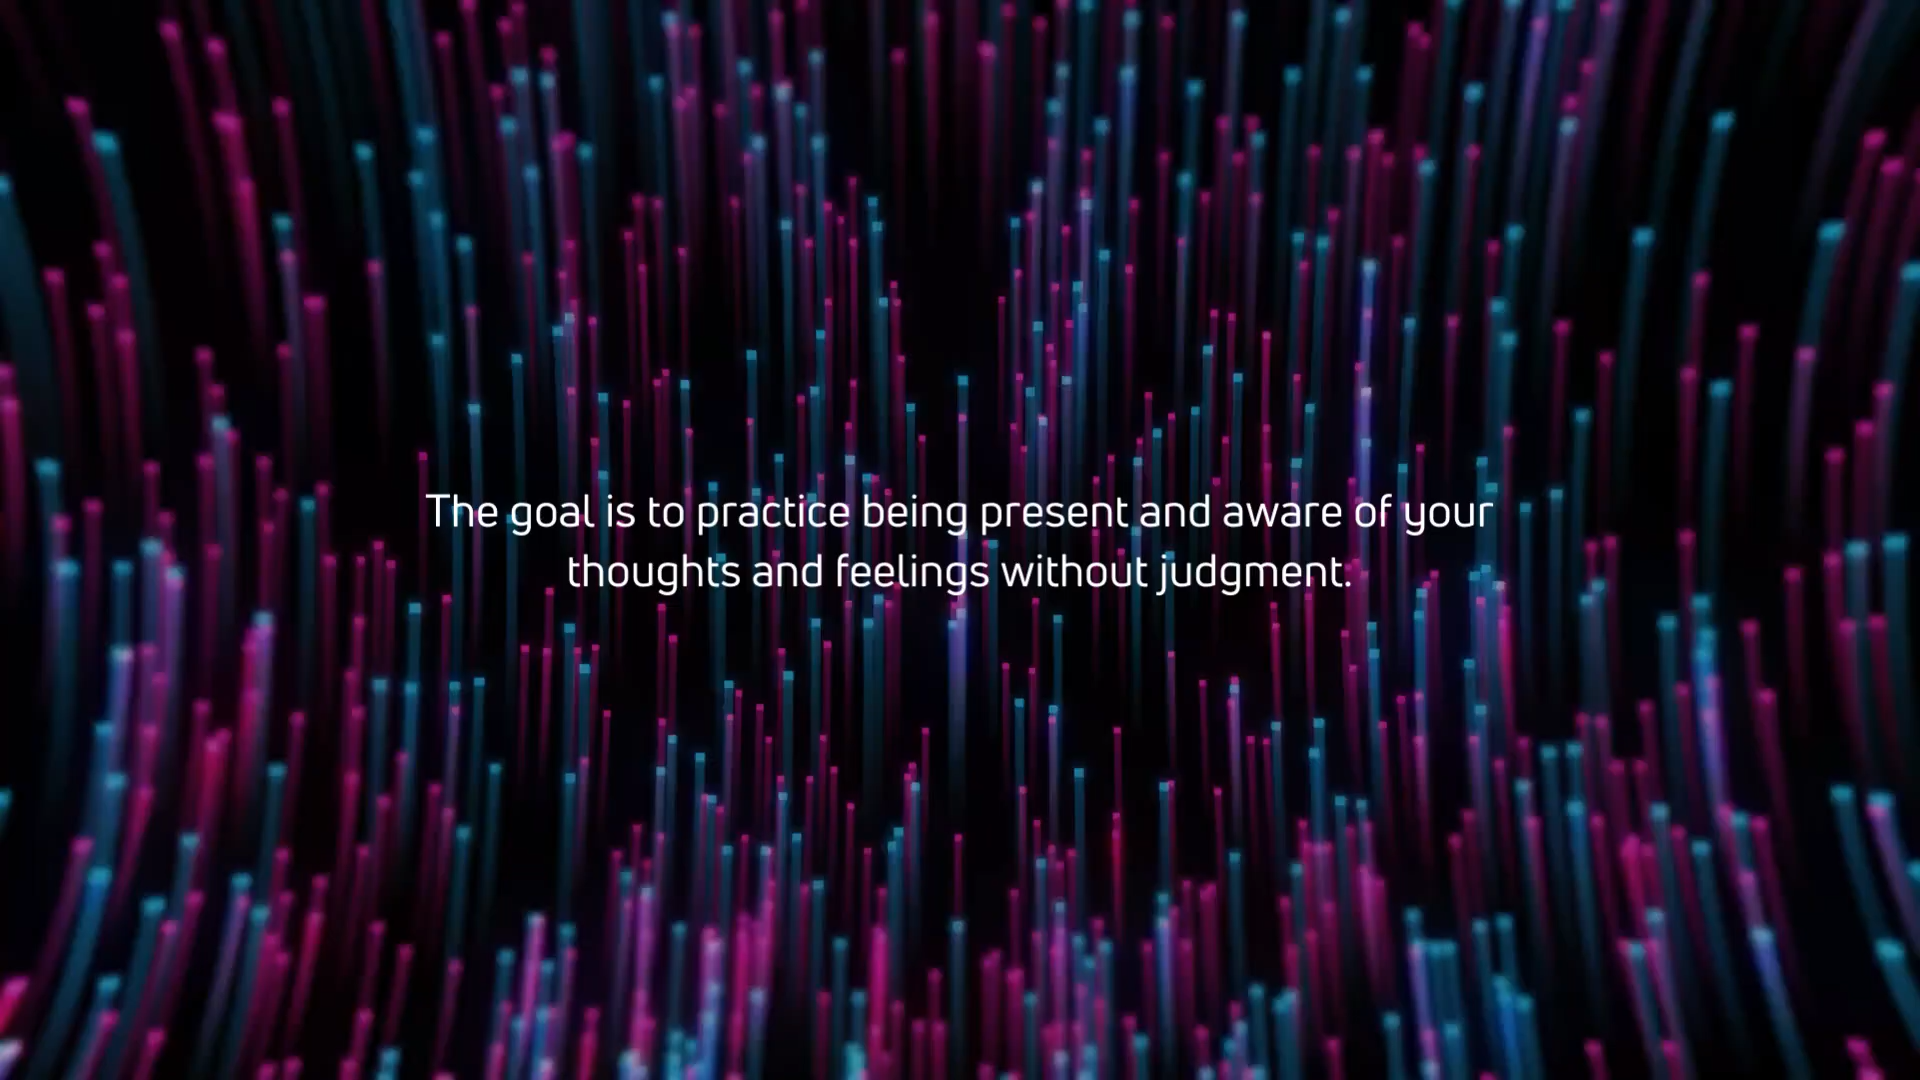 The goal is to practice being present and aware of your
thoughts and feelings without judgment.